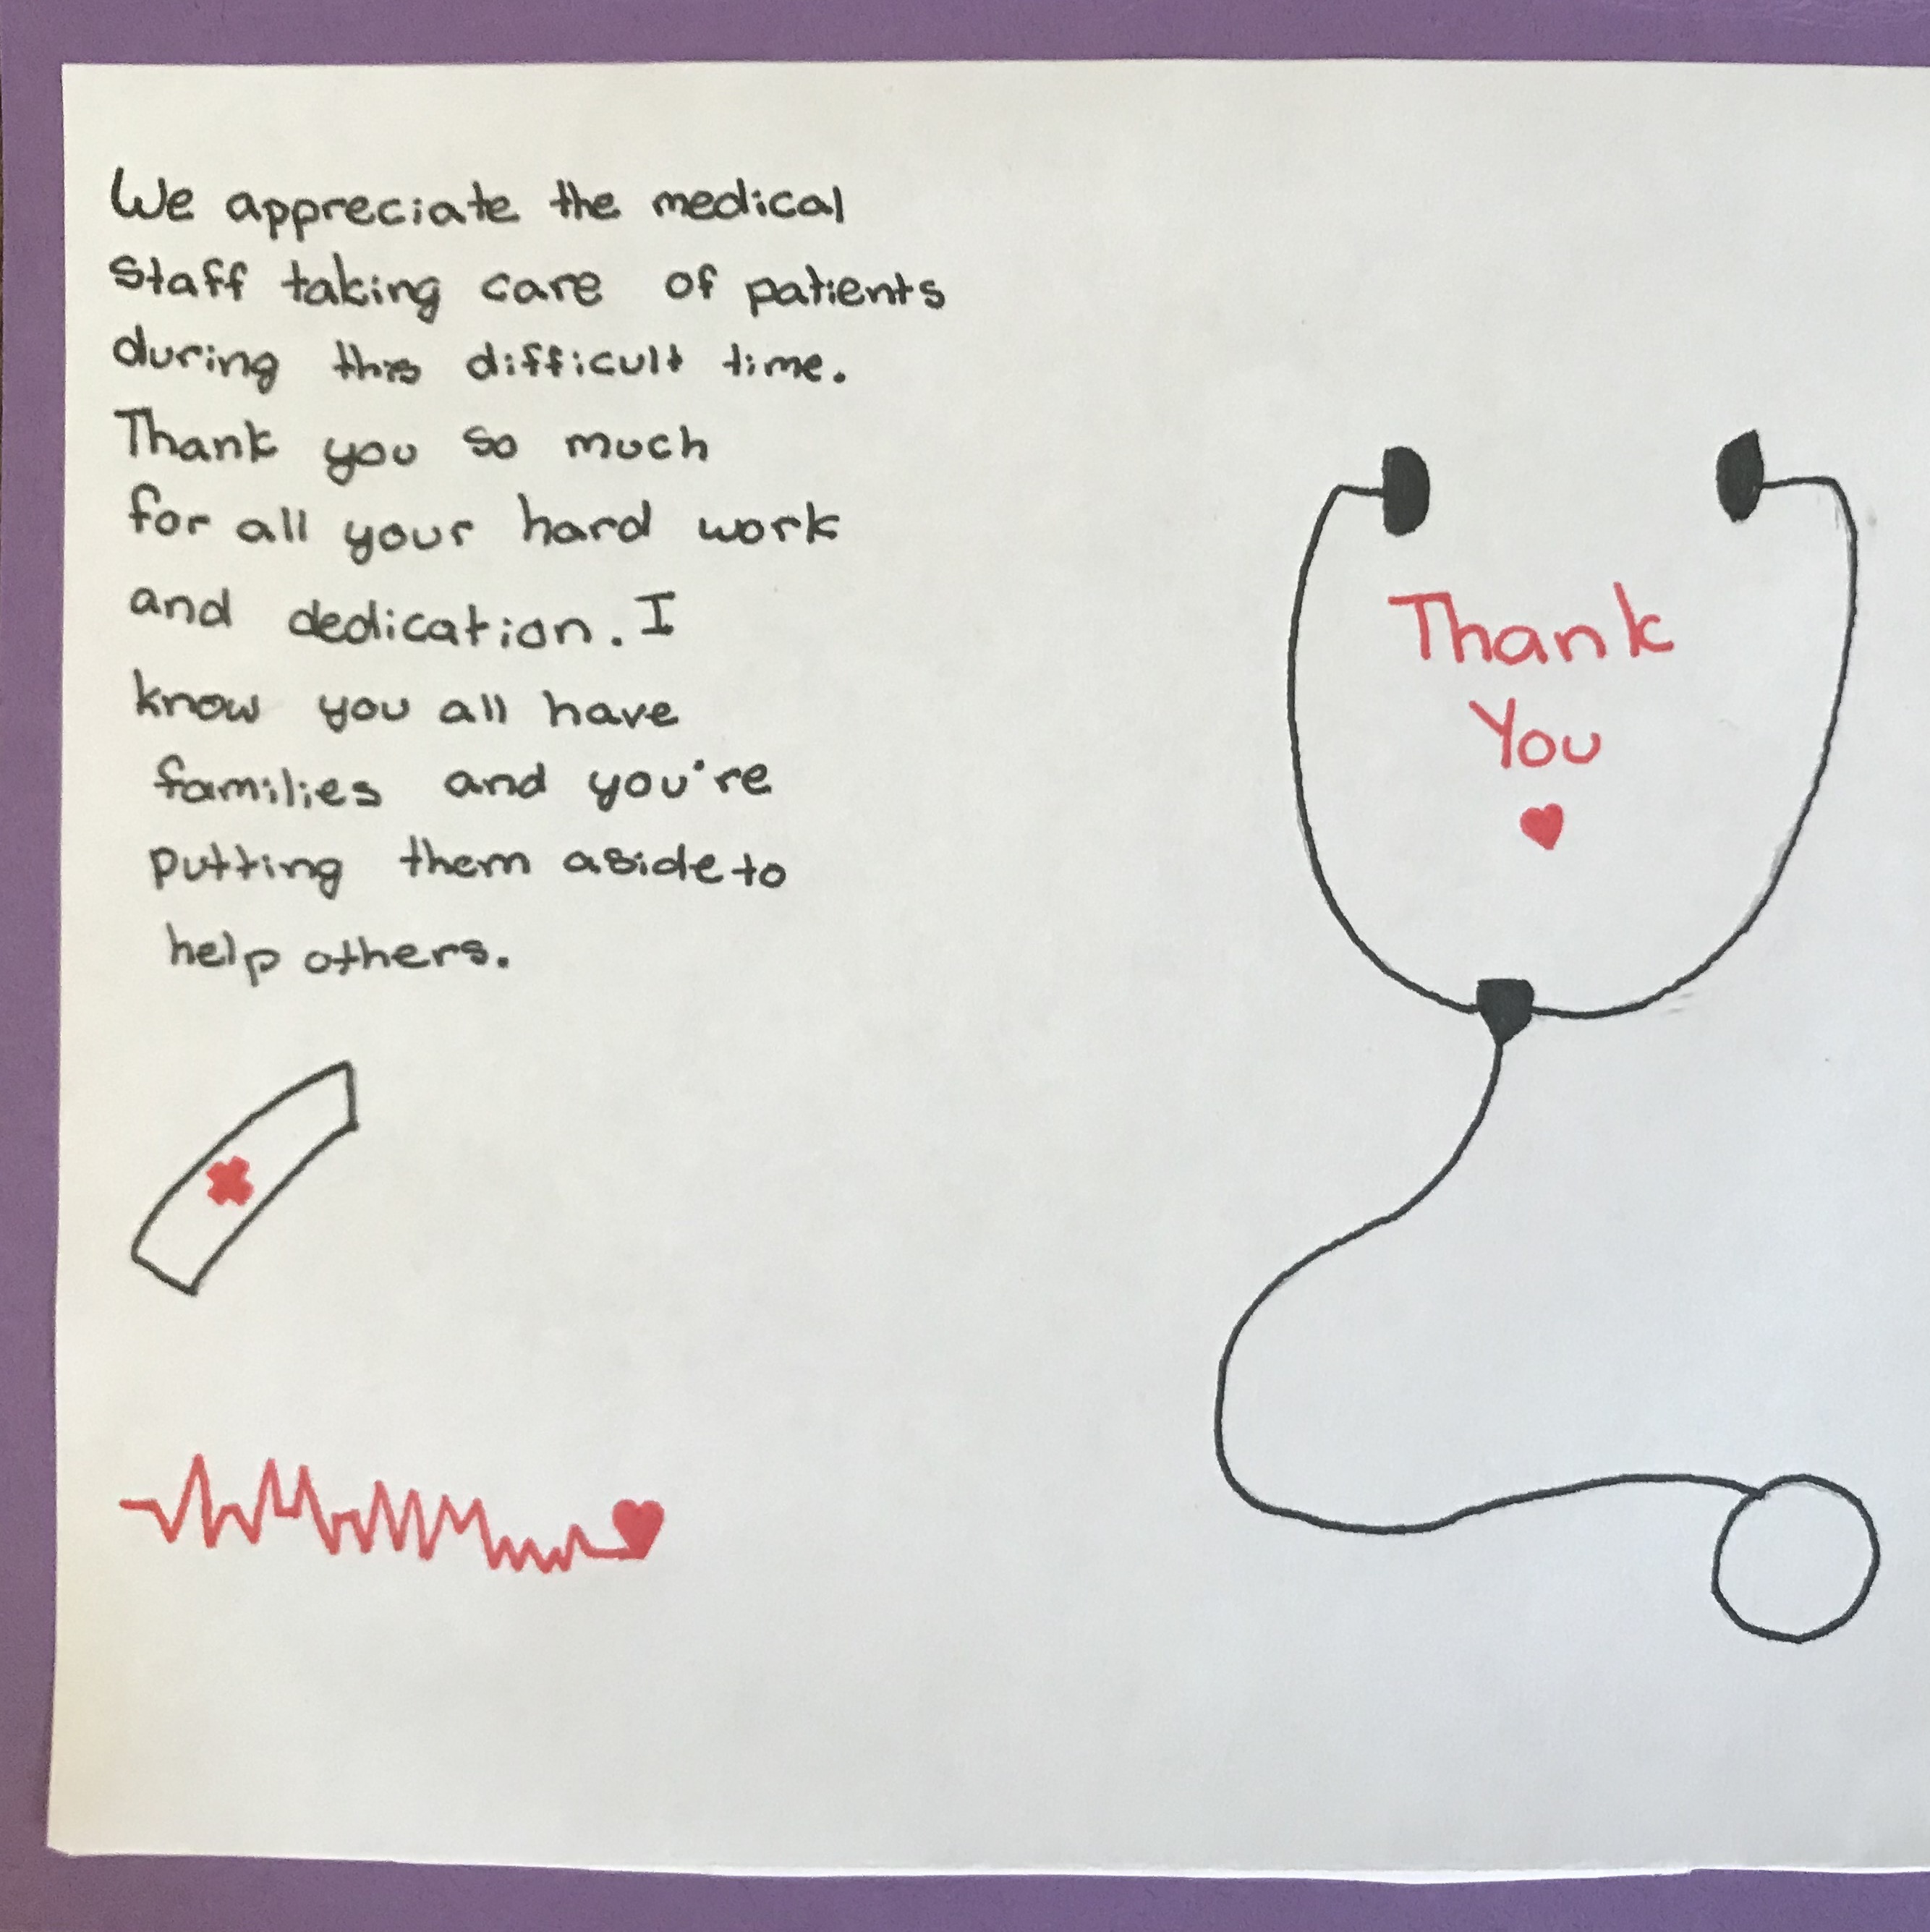 We appreciate the medical
staff taking care of patients
during this difficult time.
Thank you so much
for all your hard work
and dedication. I
know you all have
families and you're
putting them aside to
help others.
Thank
You